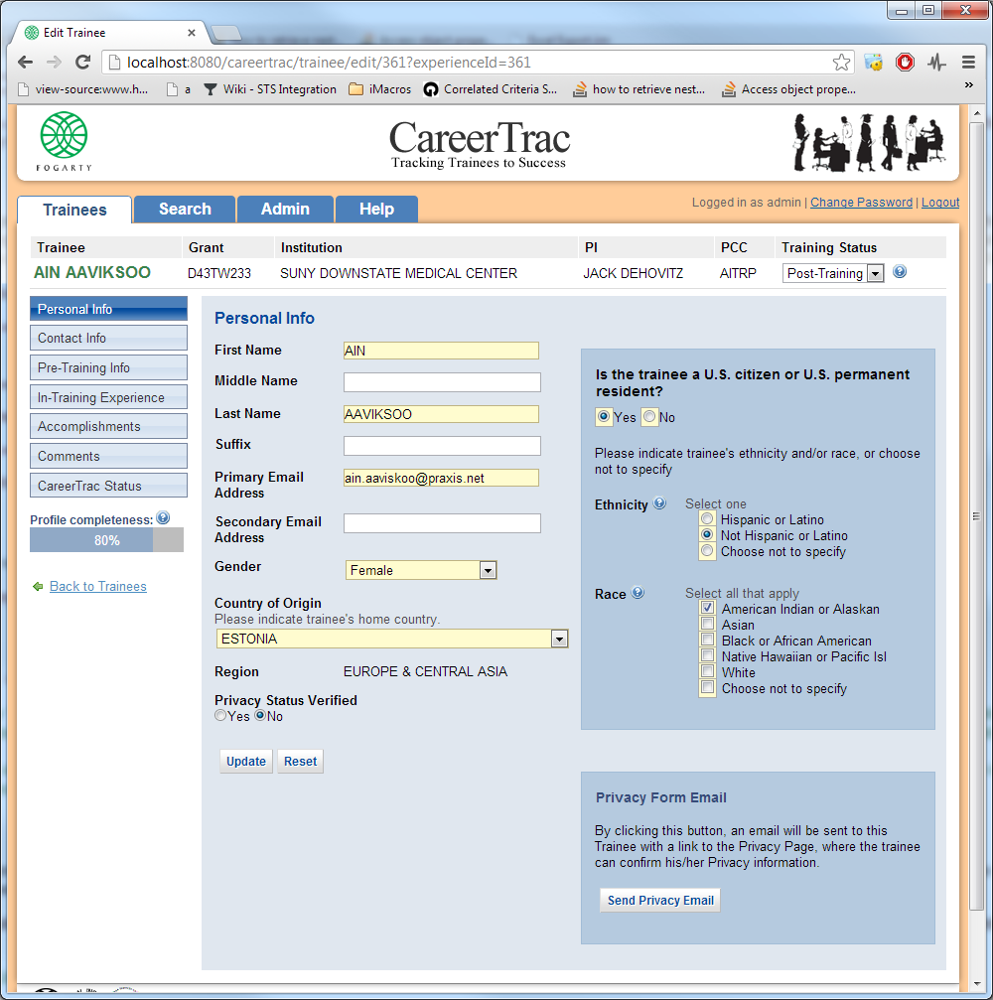 Edit Trainee
localhost:8080/careertrac/trainee/edit/361?experienceId=361
view-source:www.h... a Wiki - STS Integration iMacros Correlated Criteria S... how to retrieve nest... Access object prope... »
FOGARTY
CareerTrac
Tracking Trainees to Success
Trainees Search Admin Help
Logged in as admin | Change Password | Logout
Trainee Grant Institution PI PCC Training Status
AIN AAVIKSOO D43TW233 SUNY DOWNSTATE MEDICAL CENTER JACK DEHOVITZ AITRP Post-Training
Personal Info
Contact Info
Pre-Training Info
In-Training Experience
Accomplishments
Comments
CareerTrac Status
Profile completeness:
80%
Back to Trainees
Personal Info
First Name AIN
Middle Name
Last Name AAVIKSOO
Suffix
Primary Email
Address
ain.aaviskoo@praxis.net
Secondary Email
Address
Gender Female
Country of Origin
Please indicate trainee's home country.
ESTONIA
Region EUROPE & CENTRAL ASIA
Privacy Status Verified
Yes No
Update Reset
Is the trainee a U.S. citizen or U.S. permanent
resident?
Yes No
Please indicate trainee's ethnicity and/or race, or choose
not to specify
Ethnicity Select one
Hispanic or Latino
Not Hispanic or Latino
Choose not to specify
Race Select all that apply
American Indian or Alaskan
Asian
Black or African American
Native Hawaiian or Pacific Isl
White
Choose not to specify
Privacy Form Email
By clicking this button, an email will be sent to this
Trainee with a link to the Privacy Page, where the trainee
can confirm his/her Privacy information.
Send Privacy Email